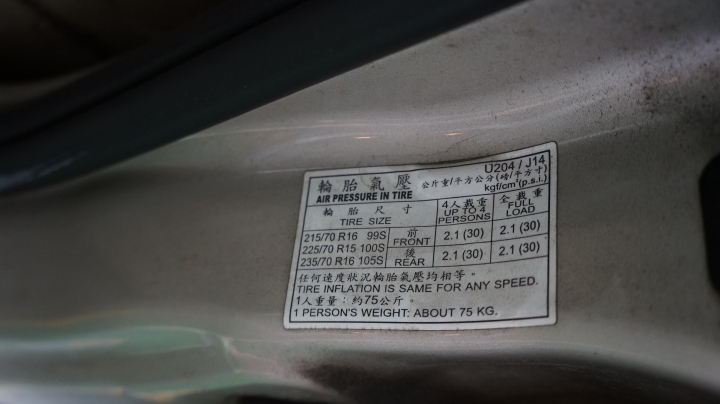 U204 / J14
輪胎氣壓 公斤重/平方公分(磅/平方寸)
AIR PRESSURE IN TIRE kgf/cm²(p.s.i.)
輪胎尺寸 4人載重 全載重
TIRE SIZE UP TO 4 PERSONS FULL LOAD
215/70 R16 99S 前 FRONT 2.1 (30) 2.1 (30)
225/70 R15 100S
235/70 R16 105S 後 REAR 2.1 (30) 2.1 (30)
任何速度狀況輪胎氣壓均相等。
TIRE INFLATION IS SAME FOR ANY SPEED.
1人重量：約75公斤。
1 PERSON'S WEIGHT: ABOUT 75 KG.